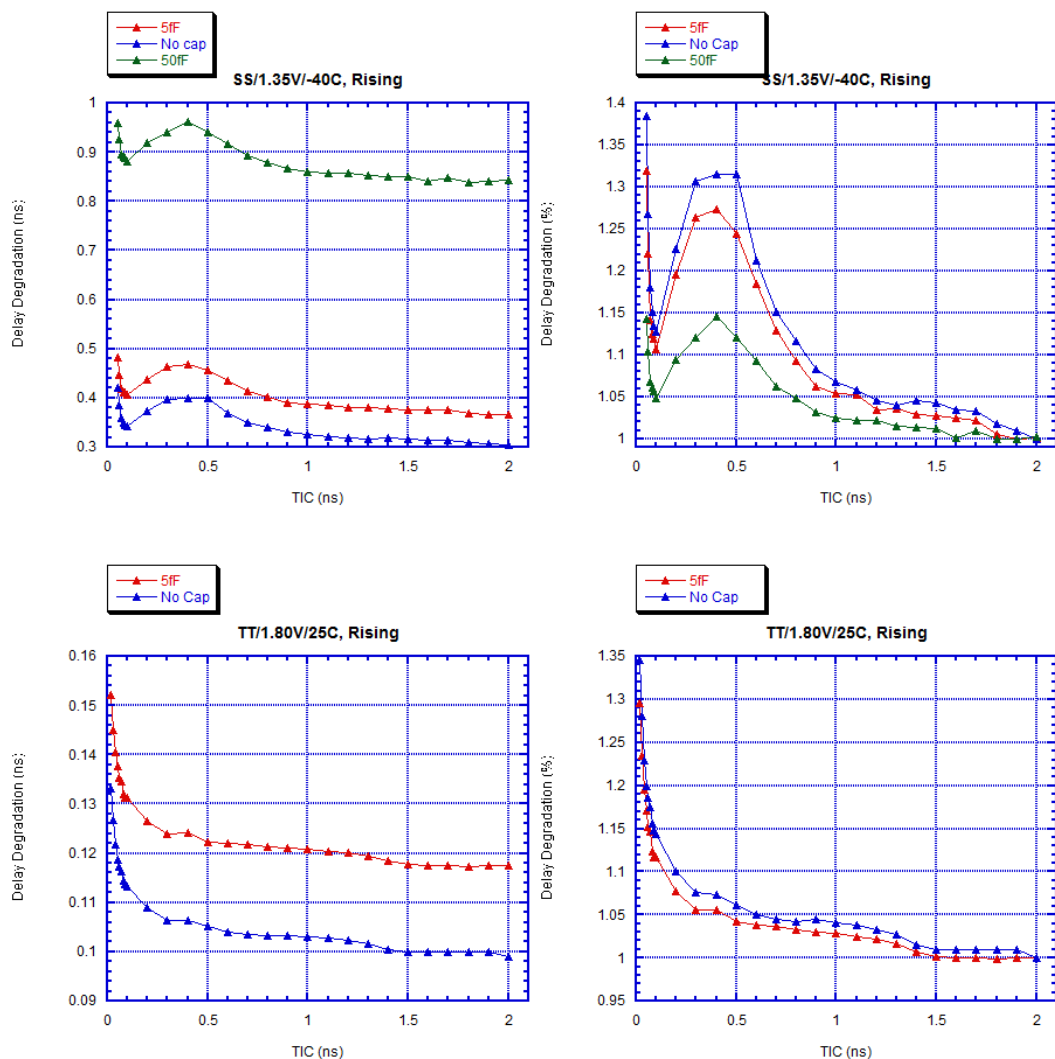 5fF
No cap
50fF
SS/1.35V/-40C, Rising
Delay Degradation (ns)
1
0.9
0.8
0.7
0.6
0.5
0.4
0.3
0
0.5
1
1.5
2
TIC (ns)
5fF
No Cap
50fF
SS/1.35V/-40C, Rising
Delay Degradation (%)
1.4
1.35
1.3
1.25
1.2
1.15
1.1
1.05
1
0
0.5
1
1.5
2
TIC (ns)
5fF
No Cap
TT/1.80V/25C, Rising
Delay Degradation (ns)
0.16
0.15
0.14
0.13
0.12
0.11
0.1
0.09
0
0.5
1
1.5
2
TIC (ns)
5fF
No Cap
TT/1.80V/25C, Rising
Delay Degradation (%)
1.35
1.3
1.25
1.2
1.15
1.1
1.05
1
0.95
0
0.5
1
1.5
2
TIC (ns)